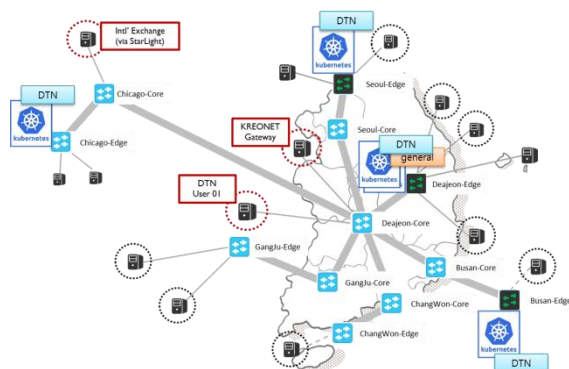 Intl' Exchange
(via StarLight)
DTN
kubernetes
Chicago-Core
Chicago-Edge
DTN
kubernetes
Seoul-Edge
KREONET
Gateway
Seoul-Core
DTN
general
kubernetes
Deajeon-Edge
DTN
User 01
Deajeon-Core
GangJu-Edge
Busan-Core
GangJu-Core
ChangWon-Core
Busan-Edge
ChangWon-Edge
kubernetes
DTN